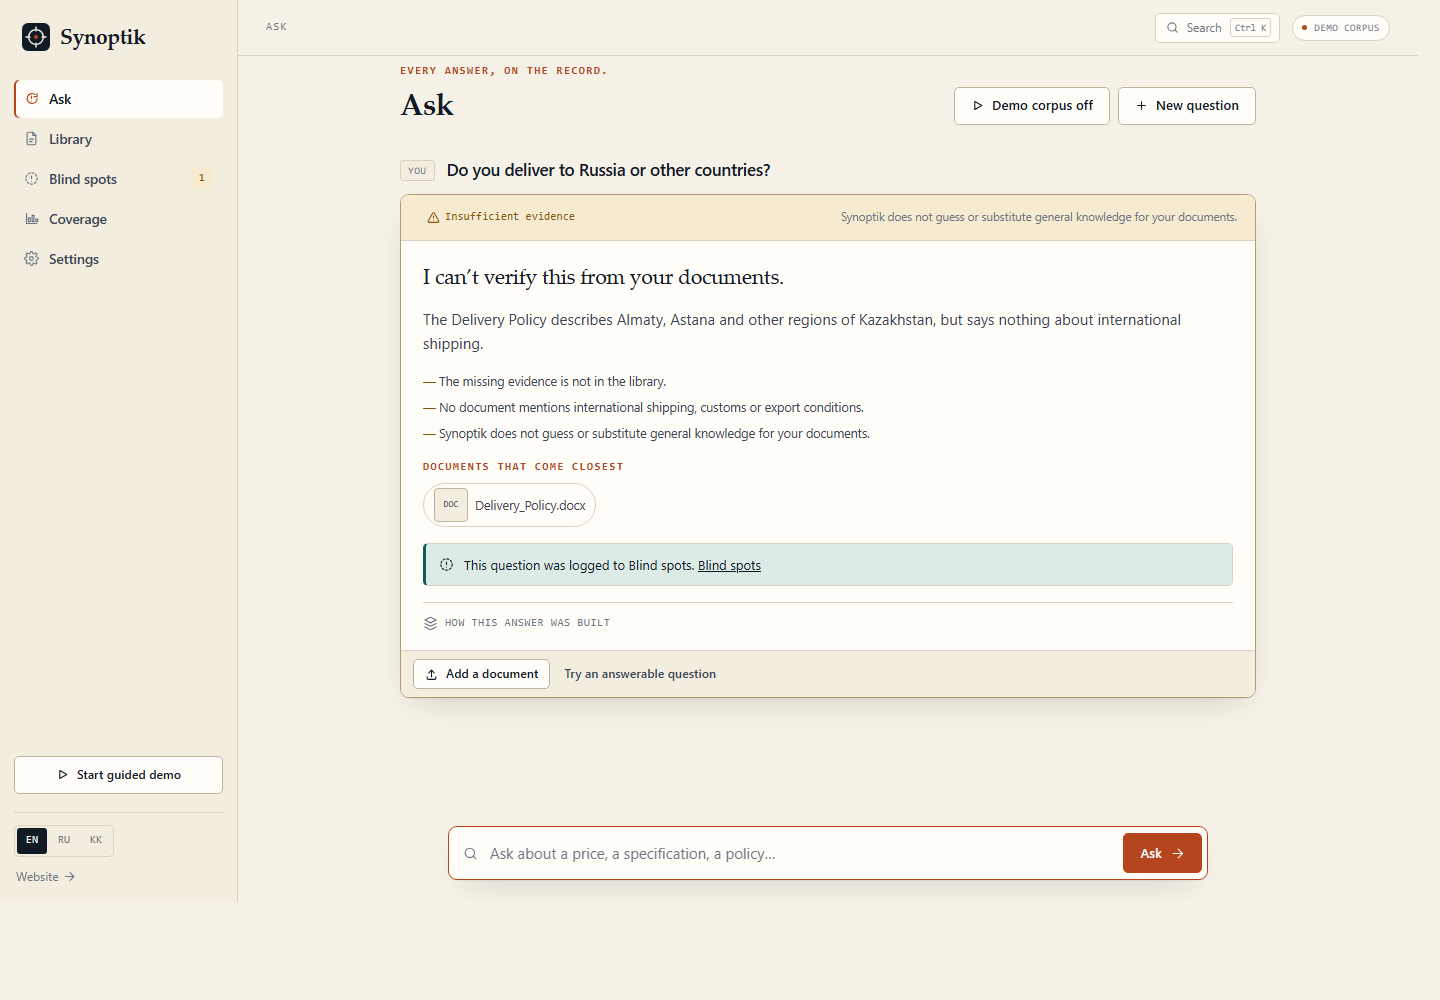 Synoptik
Ask
Library
Blind spots 1
Coverage
Settings
Start guided demo
EN RU KK
Website
ASK
Search Ctrl K
DEMO CORPUS
EVERY ANSWER, ON THE RECORD.
Ask
Demo corpus off
New question
YOU Do you deliver to Russia or other countries?
Insufficient evidence
Synoptik does not guess or substitute general knowledge for your documents.
I can’t verify this from your documents.
The Delivery Policy describes Almaty, Astana and other regions of Kazakhstan, but says nothing about international
shipping.
— The missing evidence is not in the library.
— No document mentions international shipping, customs or export conditions.
— Synoptik does not guess or substitute general knowledge for your documents.
DOCUMENTS THAT COME CLOSEST
DOC Delivery_Policy.docx
This question was logged to Blind spots. Blind spots
HOW THIS ANSWER WAS BUILT
Add a document
Try an answerable question
Ask about a price, a specification, a policy…
Ask